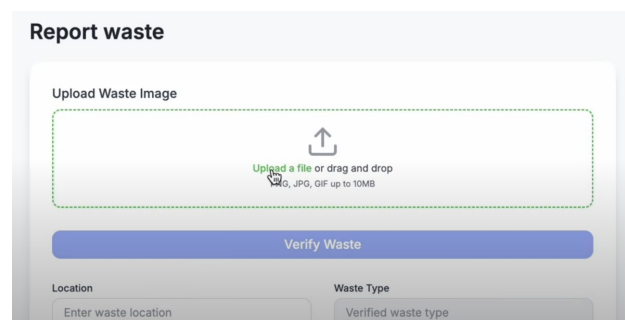 Report waste
Upload Waste Image
Upload a file or drag and drop
PNG, JPG, GIF up to 10MB
Verify Waste
Location
Waste Type
Enter waste location
Verified waste type